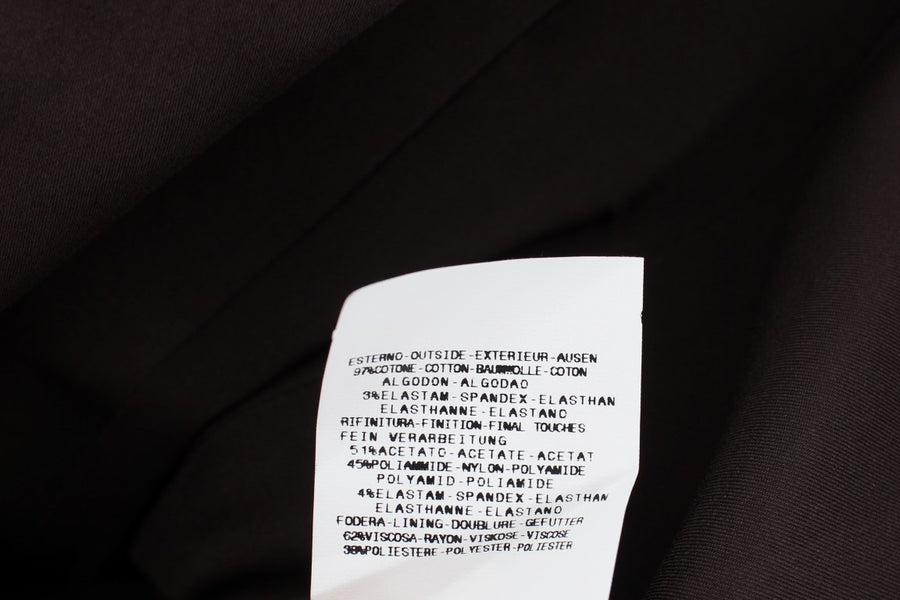 ESTERNO-OUTSIDE-EXTERIEUR-AUSEN
97%COTONE-COTTON-BAUMWOLLE-COTON
ALGODON-ALGODAO
3%ELASTAM-SPANDEX-ELASTHAN
ELASTHANNE-ELASTANO
RIFINITURA-FINITION-FINAL TOUCHES
FEIN VERARBEITUNG
51%ACETATO-ACETATE-ACETAT
45%POLIAMMIDE-NYLON-POLYAMIDE
POLYAMID-POLIAMIDE
4%ELASTAM-SPANDEX-ELASTHAN
ELASTHANNE-ELASTANO
FODERA-LINING-DOUBLURE-GEFUTTER
62%VISCOSA-RAYON-VISKOSE-VISCOSE
38%POLIESTERE-POLYESTER-POLIESTER